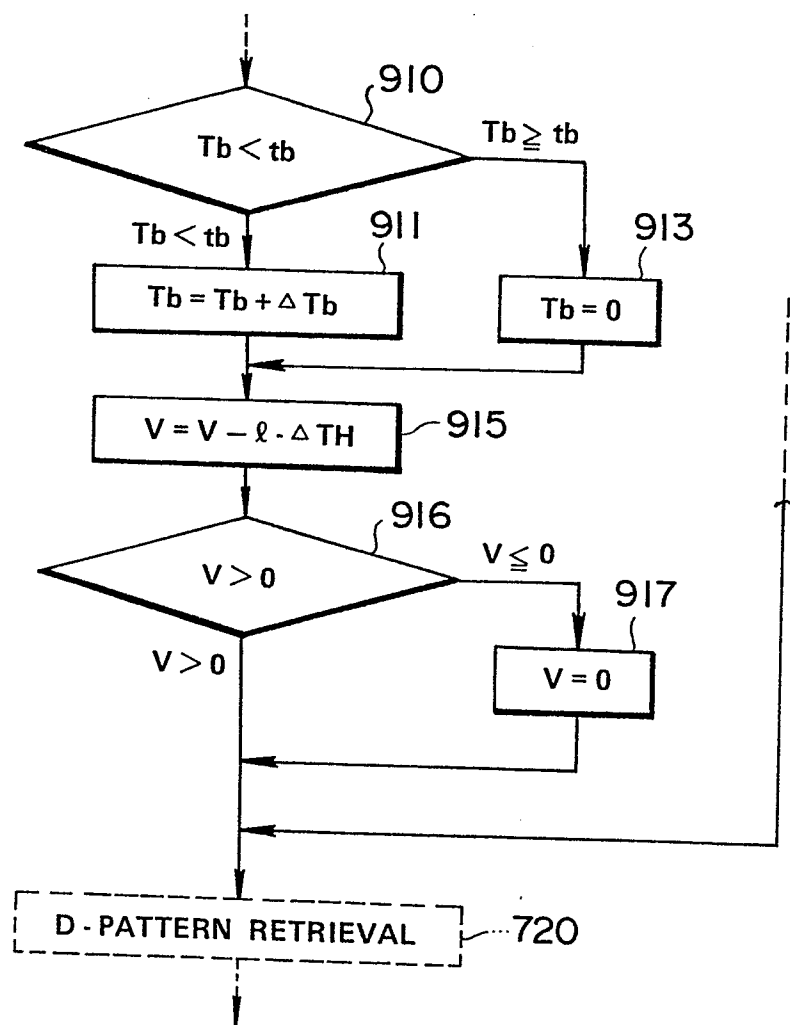 910
Tb < tb
Tb ≧ tb
Tb < tb
911
913
Tb = Tb + △ Tb
Tb = 0
V = V − ℓ · △ TH
915
916
V > 0
V ≦ 0
917
V > 0
V = 0
D - PATTERN RETRIEVAL
720